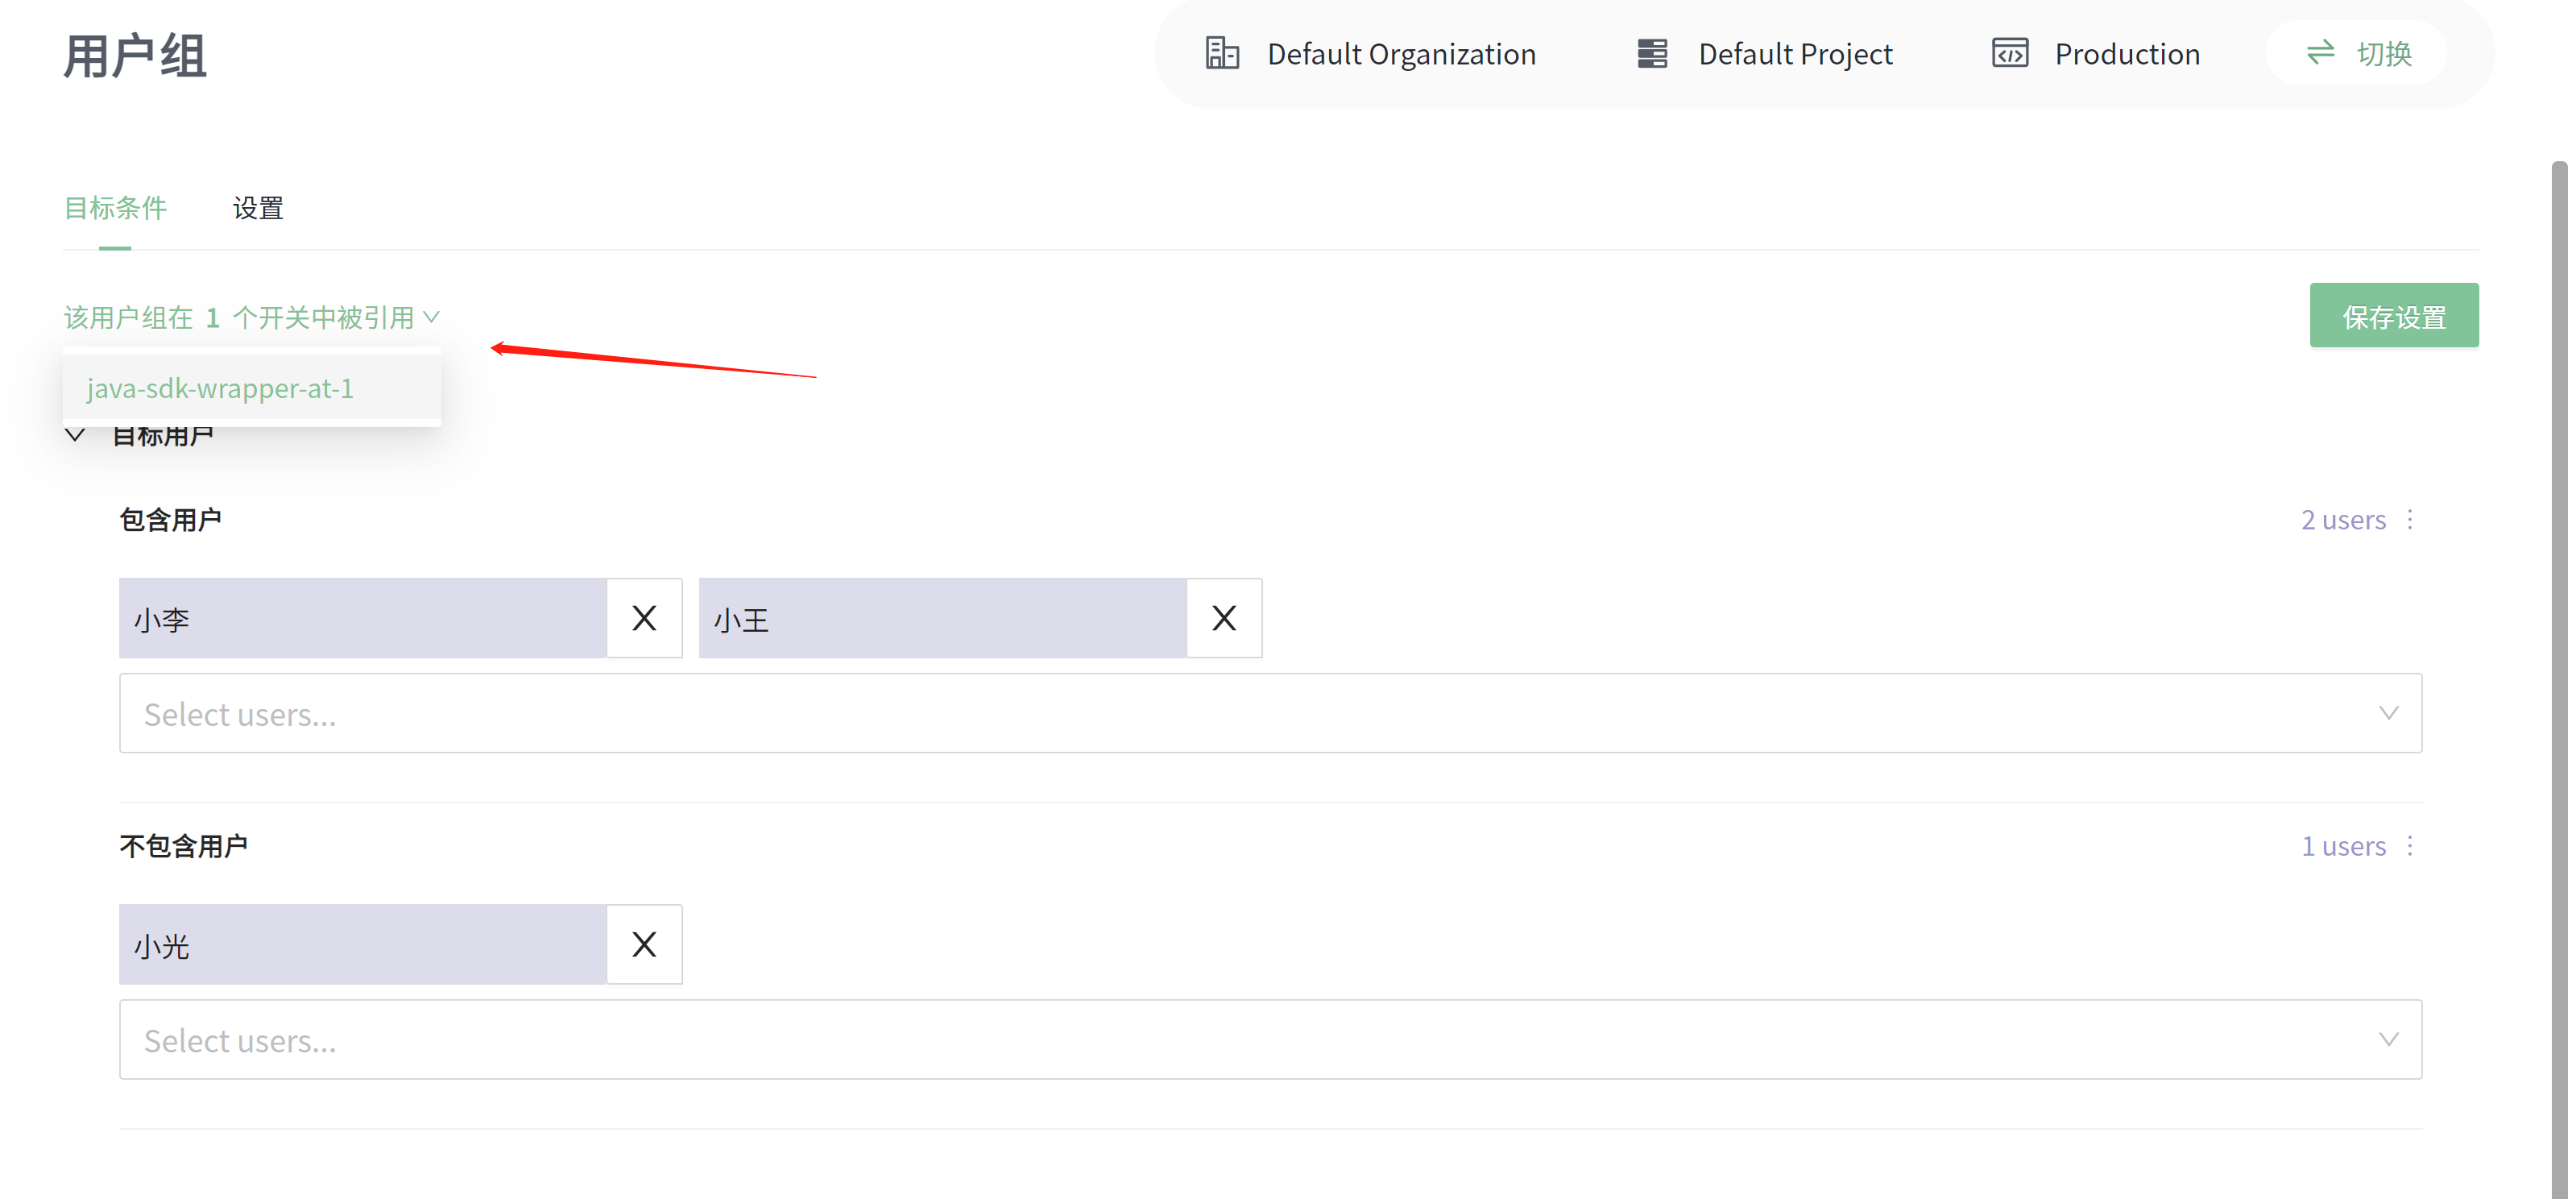 用户组
Default Organization
Default Project
Production
切换
目标条件
设置
该用户组在 1 个开关中被引用
保存设置
java-sdk-wrapper-at-1
目标用户
包含用户
2 users
小李
X
小王
X
Select users...
不包含用户
1 users
小光
X
Select users...